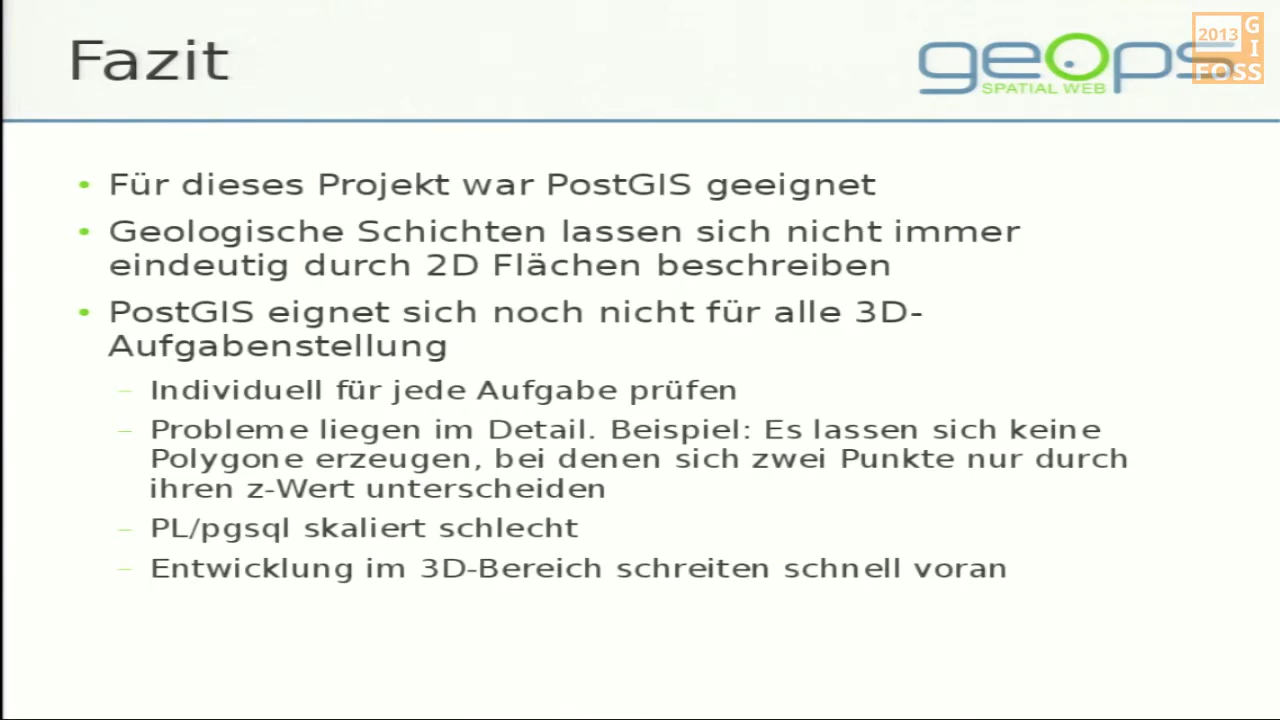 Fazit
geops
SPATIAL WEB
2013
G
I
FOSS
• Für dieses Projekt war PostGIS geeignet
• Geologische Schichten lassen sich nicht immer
eindeutig durch 2D Flächen beschreiben
• PostGIS eignet sich noch nicht für alle 3D-
Aufgabenstellung
– Individuell für jede Aufgabe prüfen
– Probleme liegen im Detail. Beispiel: Es lassen sich keine
Polygone erzeugen, bei denen sich zwei Punkte nur durch
ihren z-Wert unterscheiden
– PL/pgsql skaliert schlecht
– Entwicklung im 3D-Bereich schreiten schnell voran